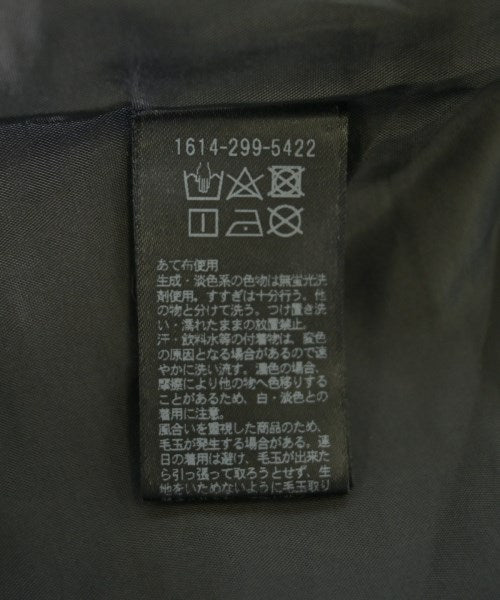 1614-299-5422
あて布使用
生成・淡色系の色物は無蛍光洗
剤使用。すすぎは十分行う。他
の物と分けて洗う。つけ置き洗
い・濡れたままの放置禁止。
汗・飲料水等の付着物は、変色
の原因となる場合があるので速
やかに洗い流す。濃色の場合、
摩擦により他の物へ色移りする
ことがあるため、白・淡色との
着用に注意。
風合いを重視した商品のため、
毛玉が発生する場合がある。連
日の着用は避け、毛玉が出来た
ら引っ張って取ろうとせず、生
地をいためないように毛玉取り